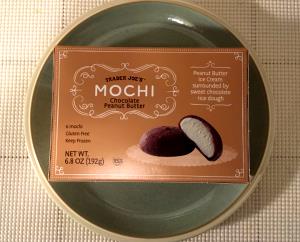 TRADER JOE'S
MOCHI
Chocolate
Peanut Butter
Peanut Butter
Ice Cream
surrounded by
sweet chocolate
rice dough
6 mochi
Gluten Free
Keep Frozen
NET WT.
6.8 OZ (192g)